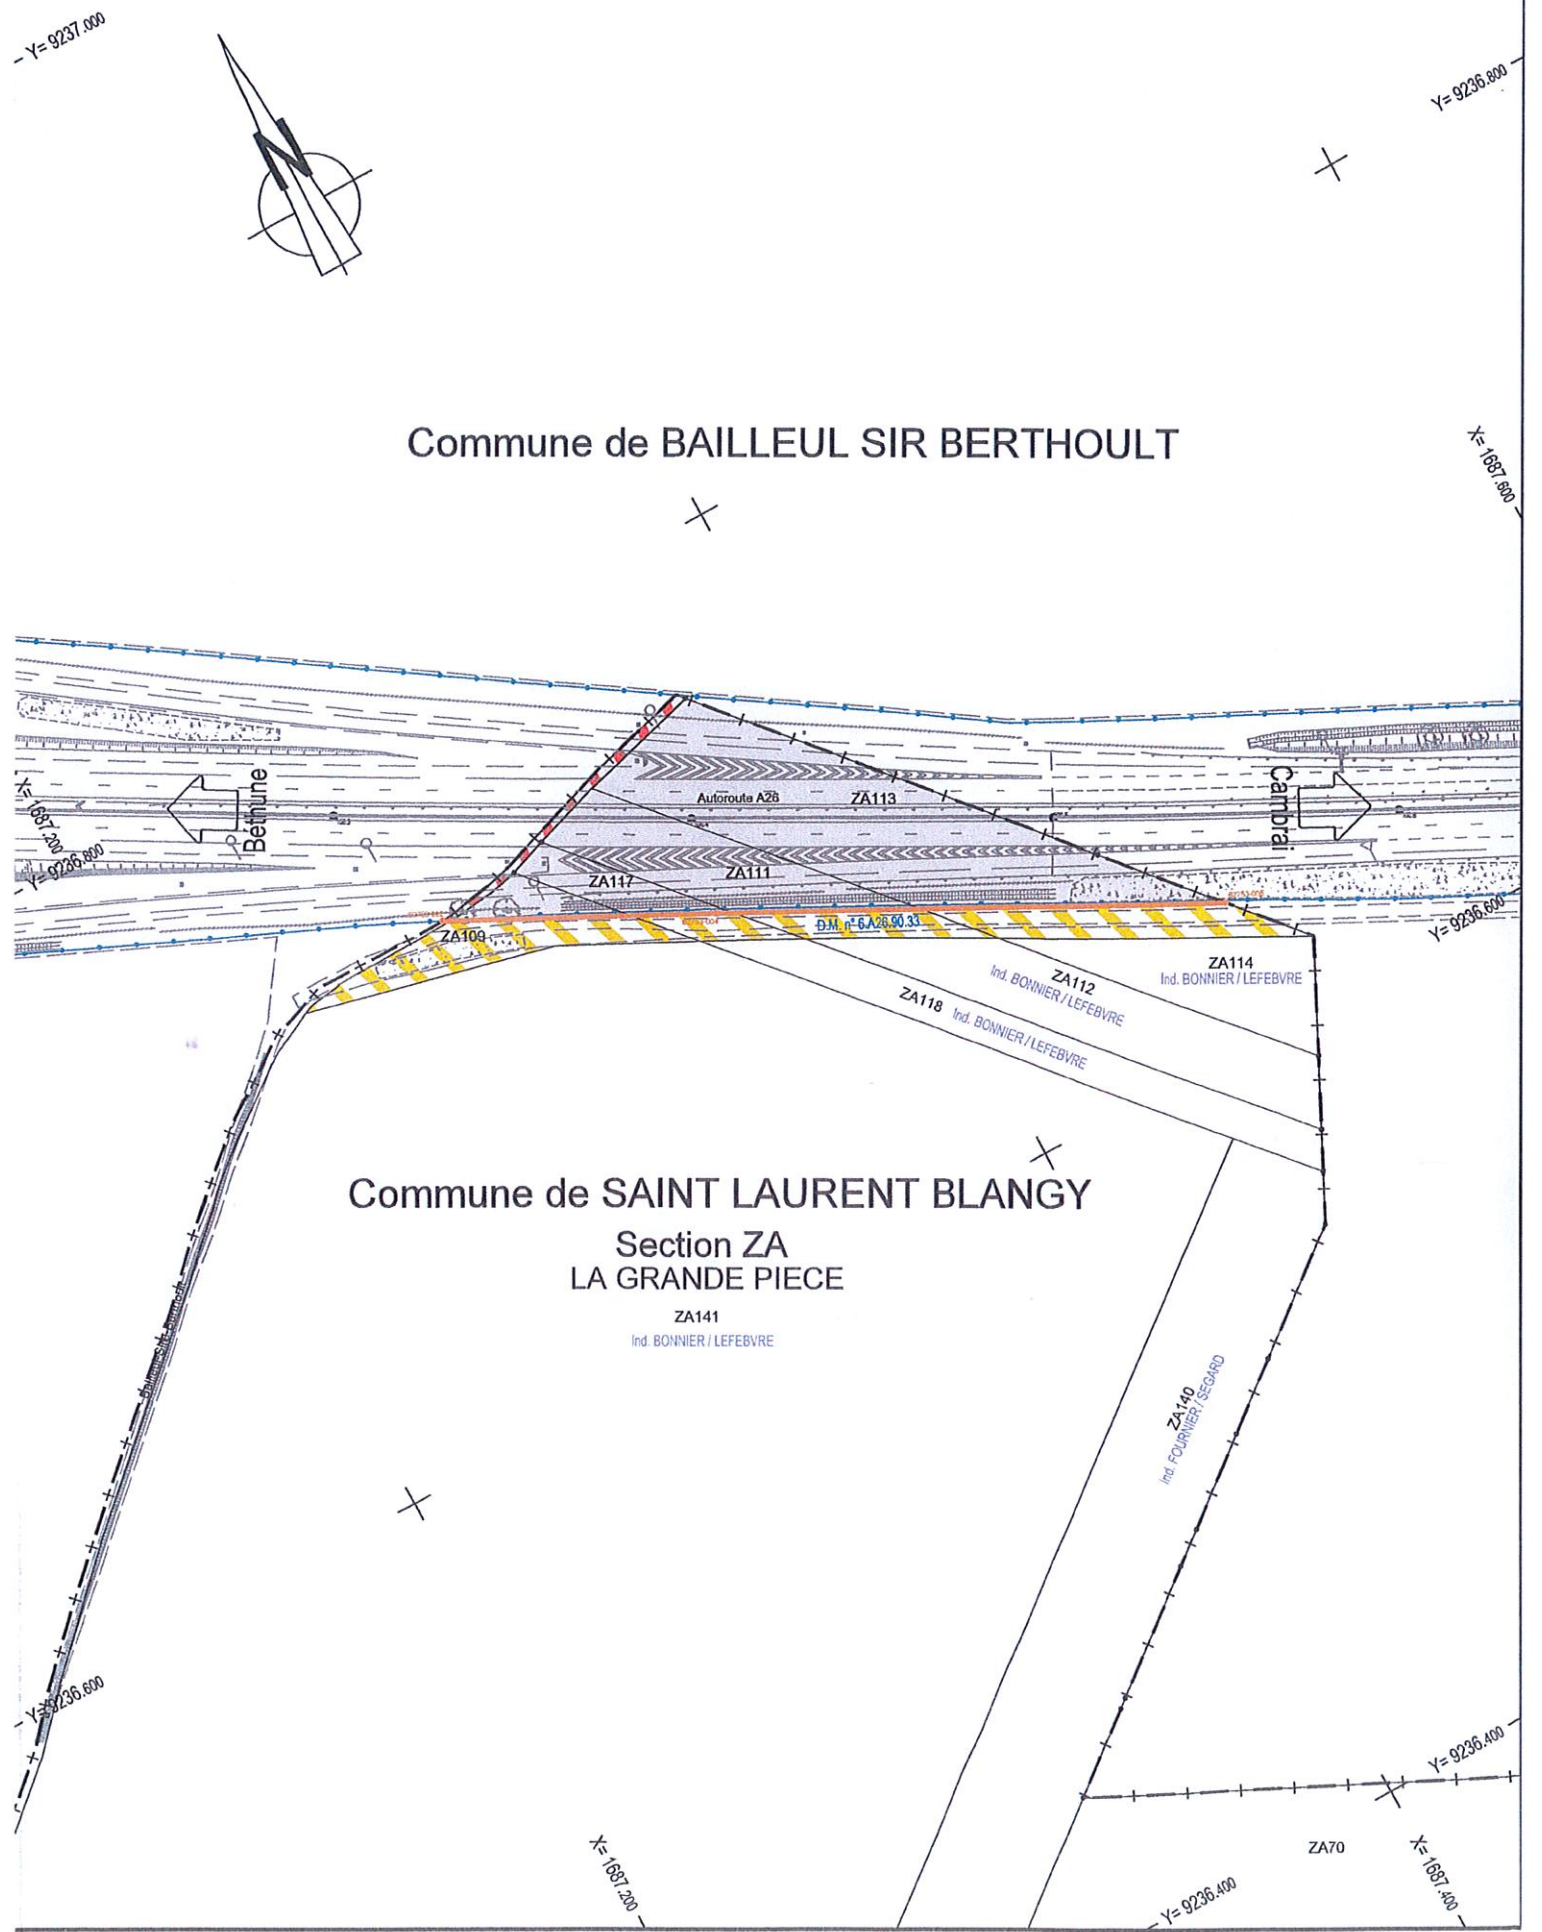 Y= 9237.000
Y= 9236.800
N
Commune de BAILLEUL SIR BERTHOULT
X= 1687.600
Béthune
Autoroute A26
ZA113
Cambrai
X= 1687.200
Y= 9236.800
ZA117
ZA111
ZA109
D.M. n° 6.A26.90.33
Y= 9236.600
ZA114
Ind. BONNIER / LEFEBVRE
ZA112
Ind. BONNIER / LEFEBVRE
ZA118 Ind. BONNIER / LEFEBVRE
Commune de SAINT LAURENT BLANGY
Section ZA
LA GRANDE PIECE
ZA141
Ind. BONNIER / LEFEBVRE
ZA140
Ind. FOURNIER / SEGARD
Y= 9236.600
Y= 9236.400
ZA70
X= 1687.200
X= 1687.400
Y= 9236.400